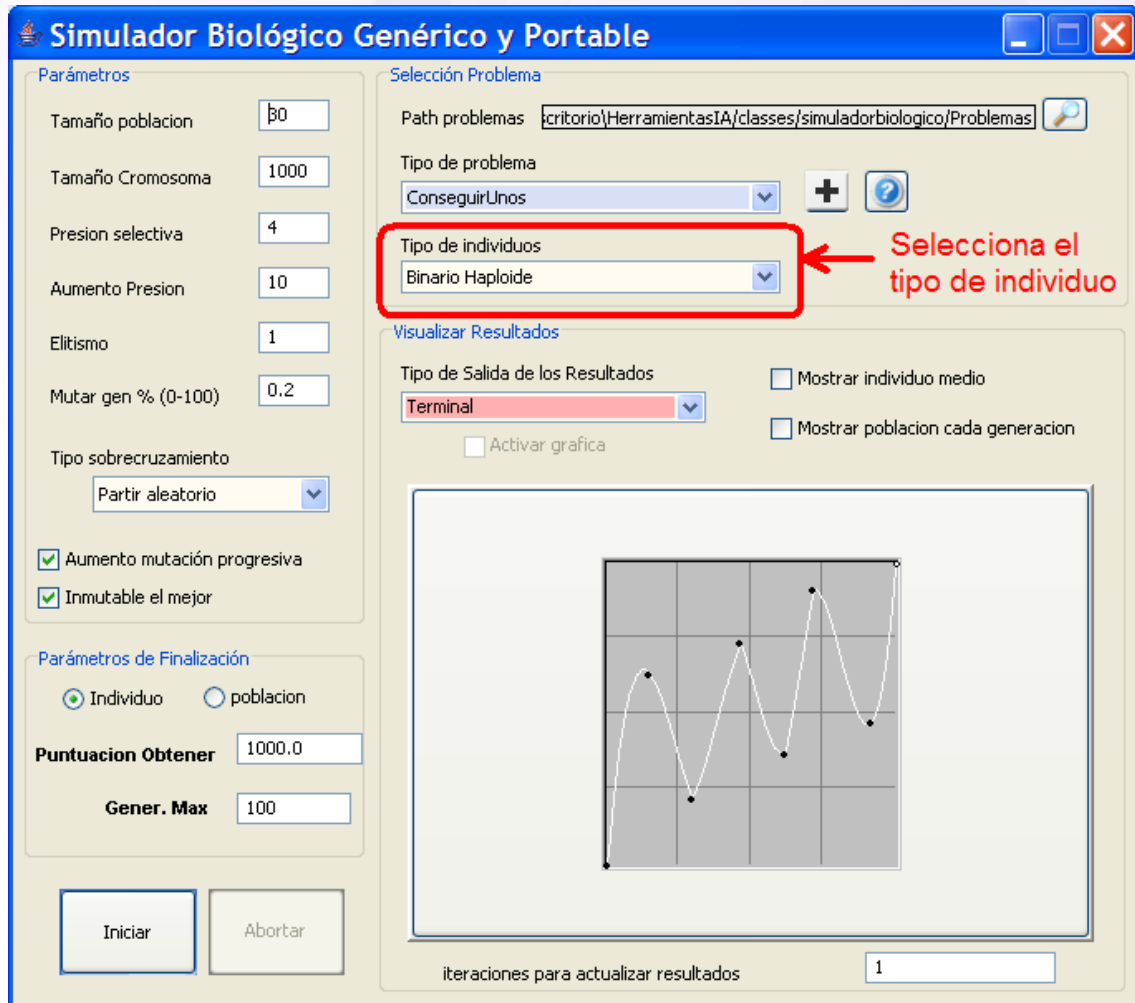 Simulador Biológico Genérico y Portable
Parámetros
Tamaño poblacion
30
Tamaño Cromosoma
1000
Presion selectiva
4
Aumento Presion
10
Elitismo
1
Mutar gen % (0-100)
0.2
Tipo sobrecruzamiento
Partir aleatorio
Aumento mutación progresiva
Inmutable el mejor
Parámetros de Finalización
Individuo
poblacion
Puntuacion Obtener
1000.0
Gener. Max
100
Iniciar
Abortar
Selección Problema
Path problemas
critorio\HerramientasIA/classes/simuladorbiologico/Problemas
Tipo de problema
ConseguirUnos
Tipo de individuos
Binario Haploide
Selecciona el
tipo de individuo
Visualizar Resultados
Tipo de Salida de los Resultados
Terminal
Activar grafica
Mostrar individuo medio
Mostrar poblacion cada generacion
iteraciones para actualizar resultados
1